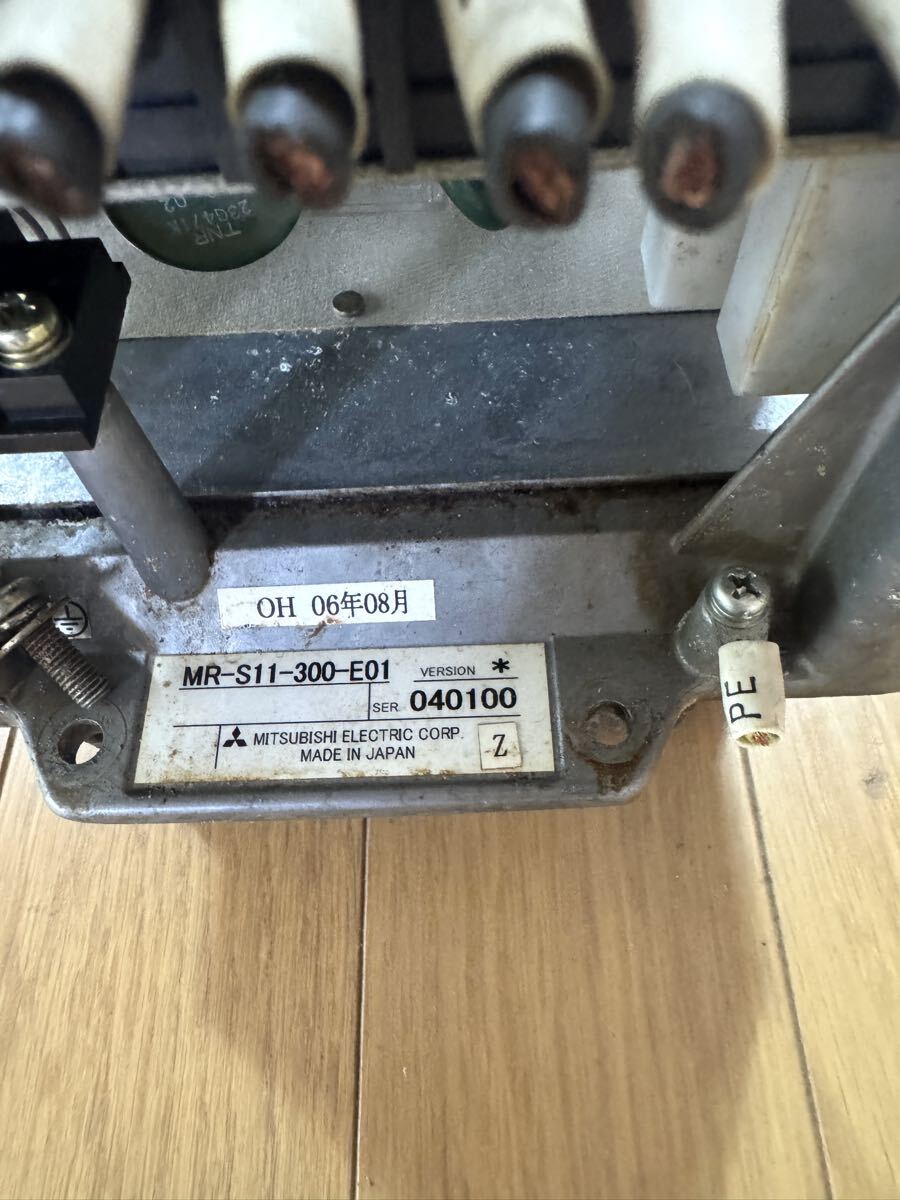 TNR
23G471K
OH 06年08月
MR-S11-300-E01
VERSION *
SER. 040100
MITSUBISHI ELECTRIC CORP.
MADE IN JAPAN
Z
PE